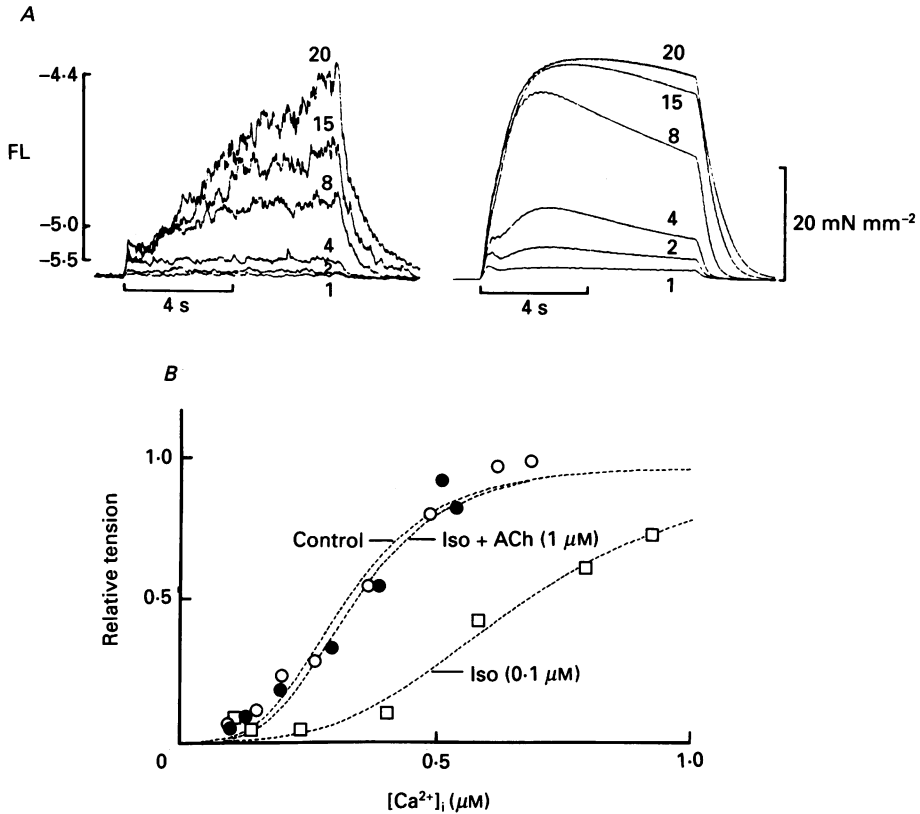 A
FL
−4·4
−5·0
−5·5
20
15
8
4
2
1
4 s
20
15
8
4
2
1
4 s
20 mN mm⁻²
B
Relative tension
1·0
0·5
0
0·5
1·0
Control
Iso + ACh (1 μM)
Iso (0·1 μM)
[Ca²⁺]ᵢ (μM)